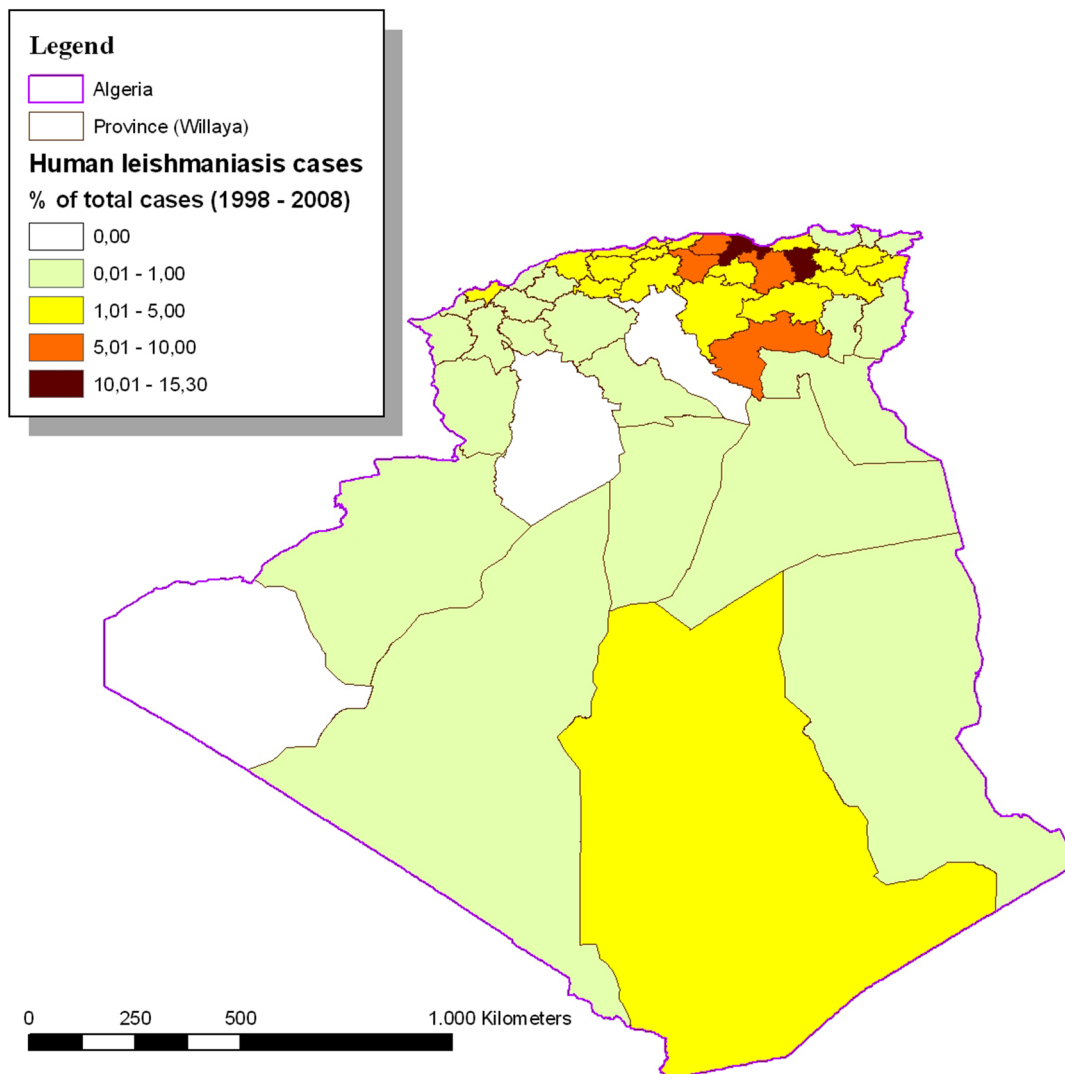 Legend
Algeria
Province (Willaya)
Human leishmaniasis cases
% of total cases (1998 - 2008)
0,00
0,01 - 1,00
1,01 - 5,00
5,01 - 10,00
10,01 - 15,30
0 250 500 1.000 Kilometers